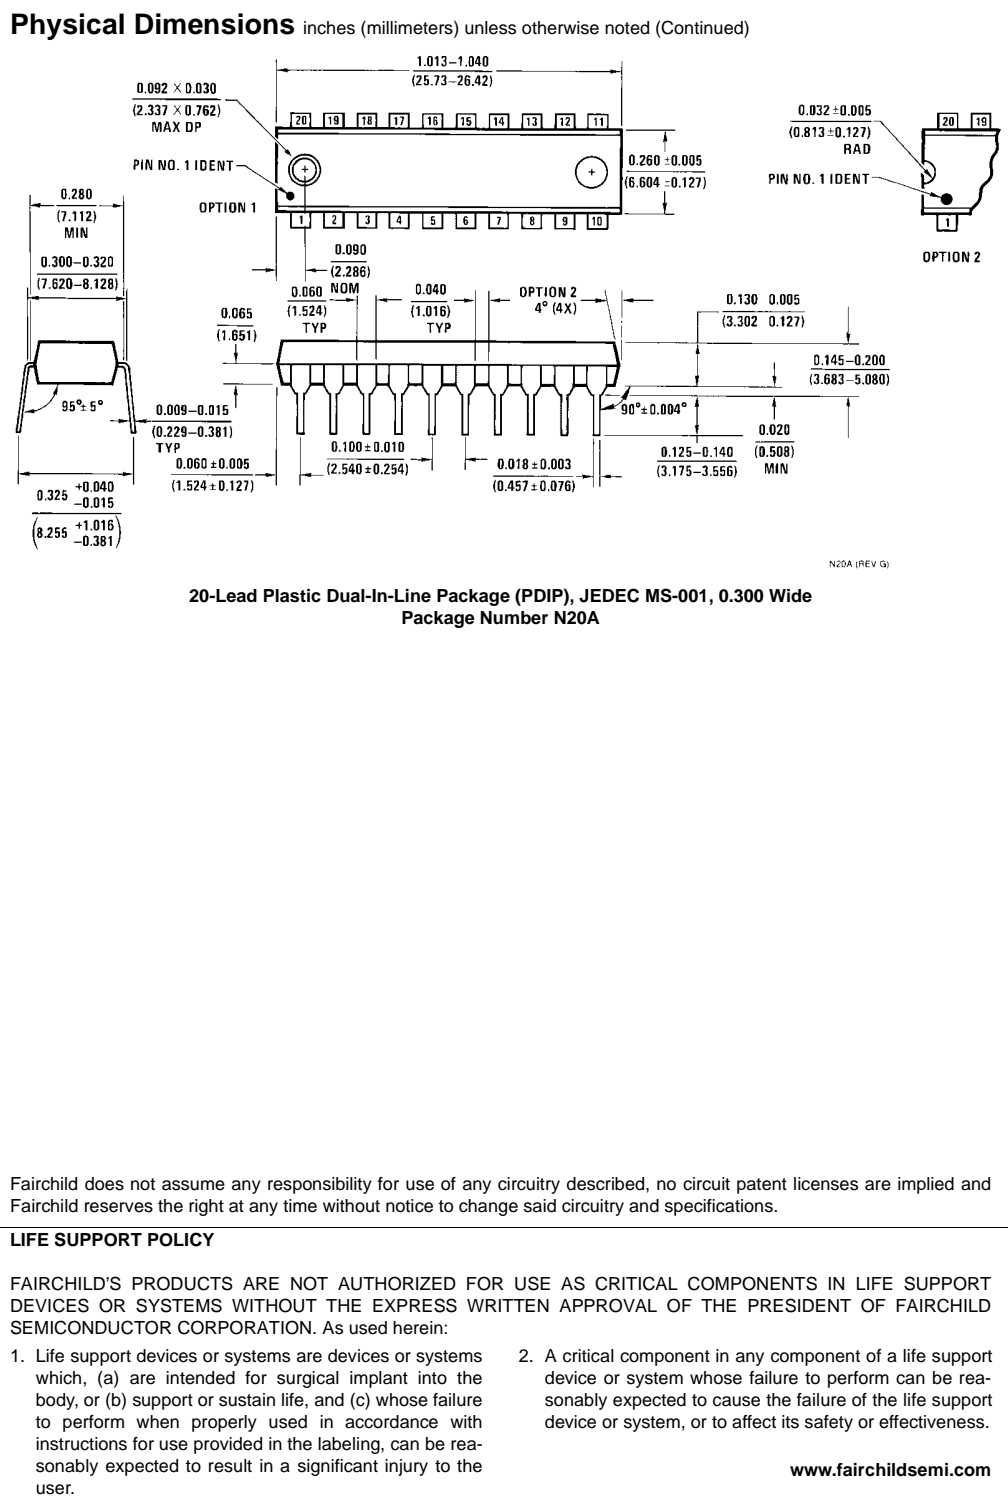 Physical Dimensions inches (millimeters) unless otherwise noted (Continued)
1.013–1.040
(25.73–26.42)
0.092 × 0.030
(2.337 × 0.762)
MAX DP
PIN NO. 1 IDENT
OPTION 1
20 19 18 17 16 15 14 13 12 11
1 2 3 4 5 6 7 8 9 10
0.260 ±0.005
(6.604 ±0.127)
0.032 ±0.005
(0.813 ±0.127)
RAD
PIN NO. 1 IDENT
20 19
1
OPTION 2
0.280
(7.112)
MIN
0.300–0.320
(7.620–8.128)
95°± 5°
0.009–0.015
(0.229–0.381)
TYP
0.325 +0.040
–0.015
(8.255 +1.016
–0.381)
0.090
(2.286)
NOM
0.065
(1.651)
0.060
(1.524)
TYP
0.040
(1.016)
TYP
OPTION 2
4° (4X)
0.130 0.005
(3.302 0.127)
0.145–0.200
(3.683–5.080)
90°±0.004°
0.020
(0.508)
MIN
0.125–0.140
(3.175–3.556)
0.060 ±0.005
(1.524 ±0.127)
0.100±0.010
(2.540 ±0.254)
0.018 ±0.003
(0.457 ±0.076)
N20A (REV G)
20-Lead Plastic Dual-In-Line Package (PDIP), JEDEC MS-001, 0.300 Wide
Package Number N20A
Fairchild does not assume any responsibility for use of any circuitry described, no circuit patent licenses are implied and
Fairchild reserves the right at any time without notice to change said circuitry and specifications.
LIFE SUPPORT POLICY
FAIRCHILD'S PRODUCTS ARE NOT AUTHORIZED FOR USE AS CRITICAL COMPONENTS IN LIFE SUPPORT
DEVICES OR SYSTEMS WITHOUT THE EXPRESS WRITTEN APPROVAL OF THE PRESIDENT OF FAIRCHILD
SEMICONDUCTOR CORPORATION. As used herein:
1. Life support devices or systems are devices or systems
which, (a) are intended for surgical implant into the
body, or (b) support or sustain life, and (c) whose failure
to perform when properly used in accordance with
instructions for use provided in the labeling, can be rea-
sonably expected to result in a significant injury to the
user.
2. A critical component in any component of a life support
device or system whose failure to perform can be rea-
sonably expected to cause the failure of the life support
device or system, or to affect its safety or effectiveness.
www.fairchildsemi.com